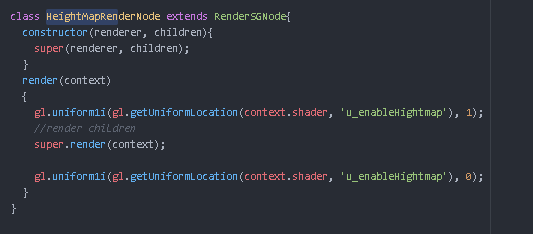 class HeightMapRenderNode extends RenderSGNode{
constructor(renderer, children){
super(renderer, children);
}
render(context)
{
gl.uniform1i(gl.getUniformLocation(context.shader, 'u_enableHightmap'), 1);
//render children
super.render(context);
gl.uniform1i(gl.getUniformLocation(context.shader, 'u_enableHightmap'), 0);
}
}